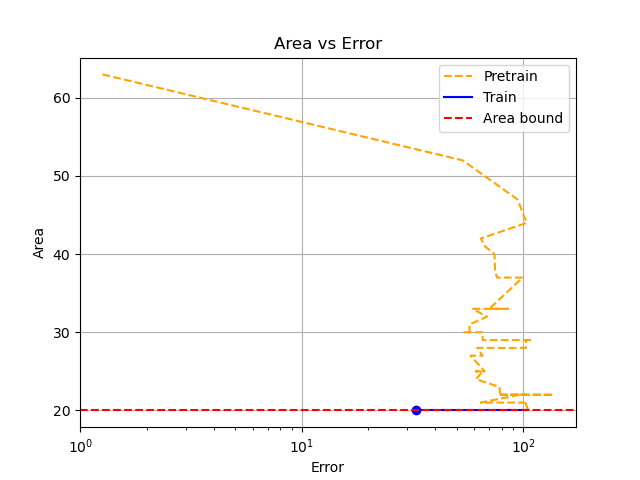 Area vs Error
Pretrain
Train
Area bound
60
50
40
30
20
Area
10^0
10^1
10^2
Error